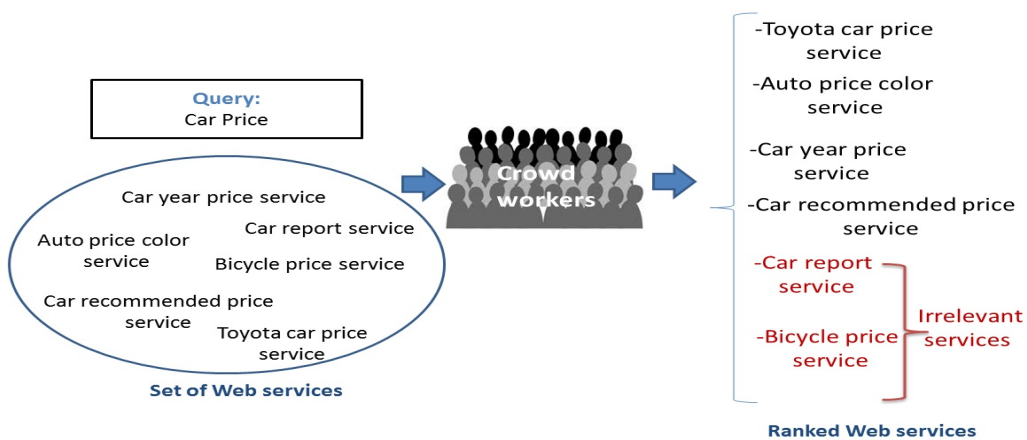 Query:
Car Price
Car year price service
Car report service
Auto price color
service
Bicycle price service
Car recommended price
service
Toyota car price
service
Set of Web services
Crowd
workers
-Toyota car price
service
-Auto price color
service
-Car year price
service
-Car recommended price
service
-Car report
service
-Bicycle price
service
Irrelevant
services
Ranked Web services